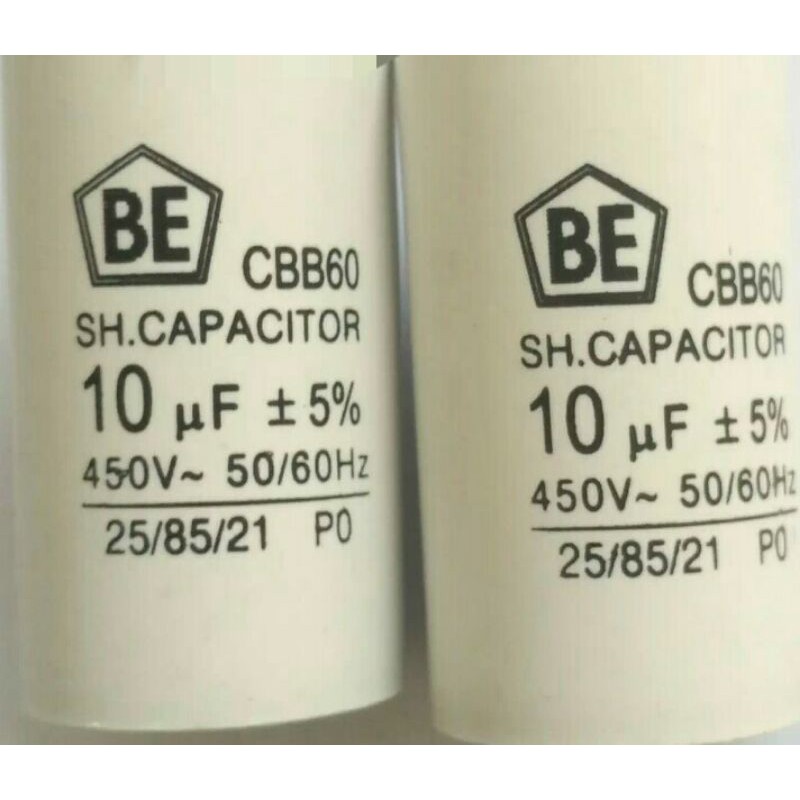 BE
CBB60
SH.CAPACITOR
10 µF ± 5%
450V~ 50/60Hz
25/85/21 P0
BE
CBB60
SH.CAPACITOR
10 µF ± 5%
450V~ 50/60Hz
25/85/21 P0